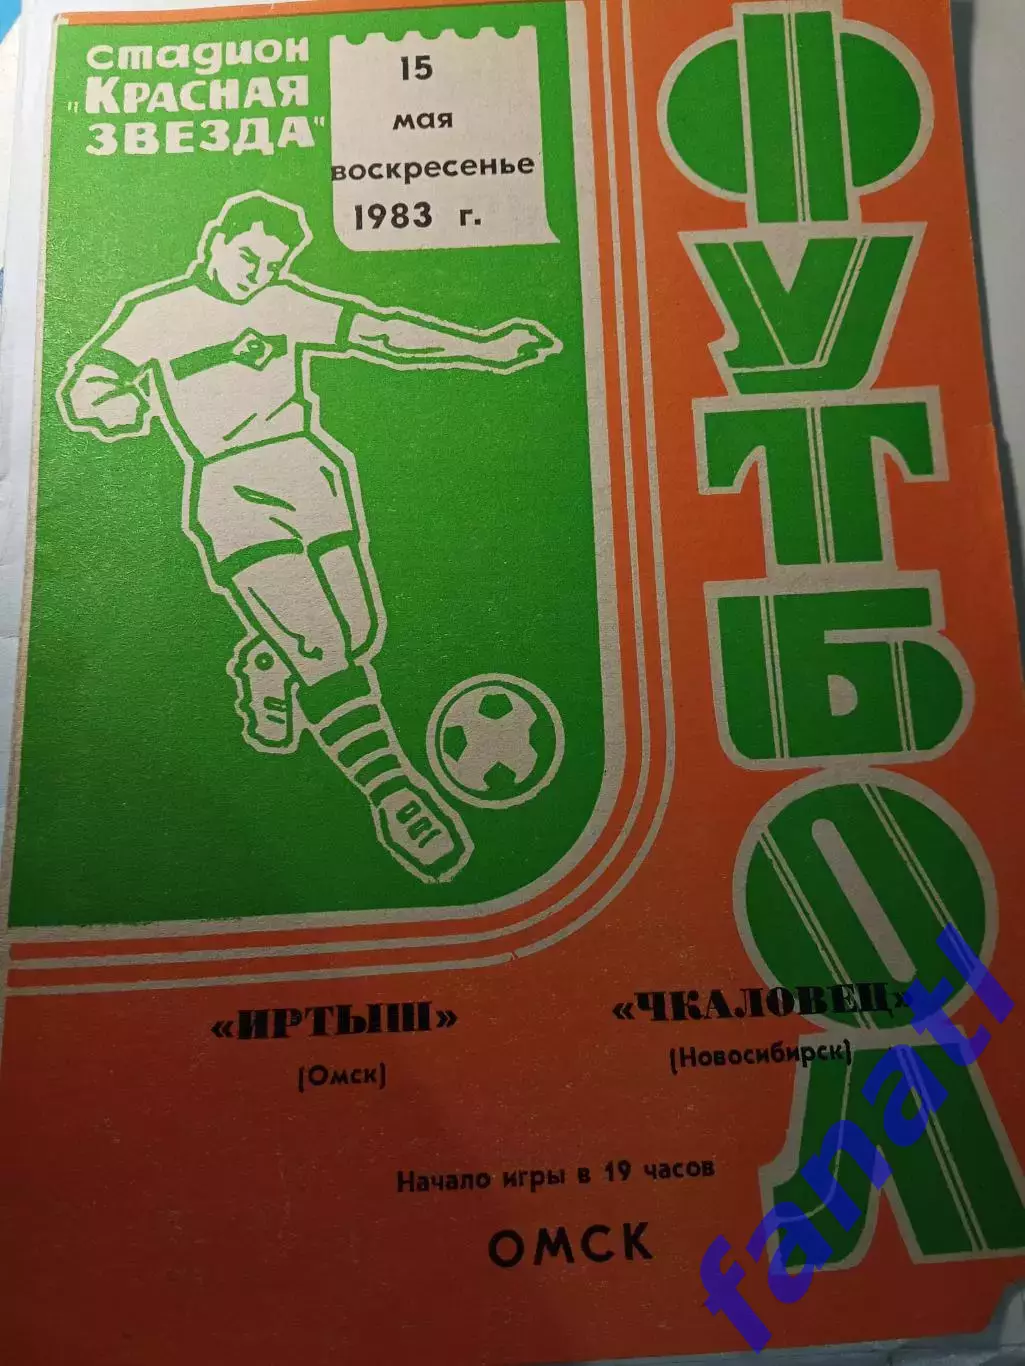 стадион
"КРАСНАЯ
ЗВЕЗДА"
15
мая
воскресенье
1983 г.
ФУТБОЛ
«ИРТЫШ»
(Омск)
«ЧКАЛОВЕЦ»
(Новосибирск)
Начало игры в 19 часов
ОМСК
fanat1